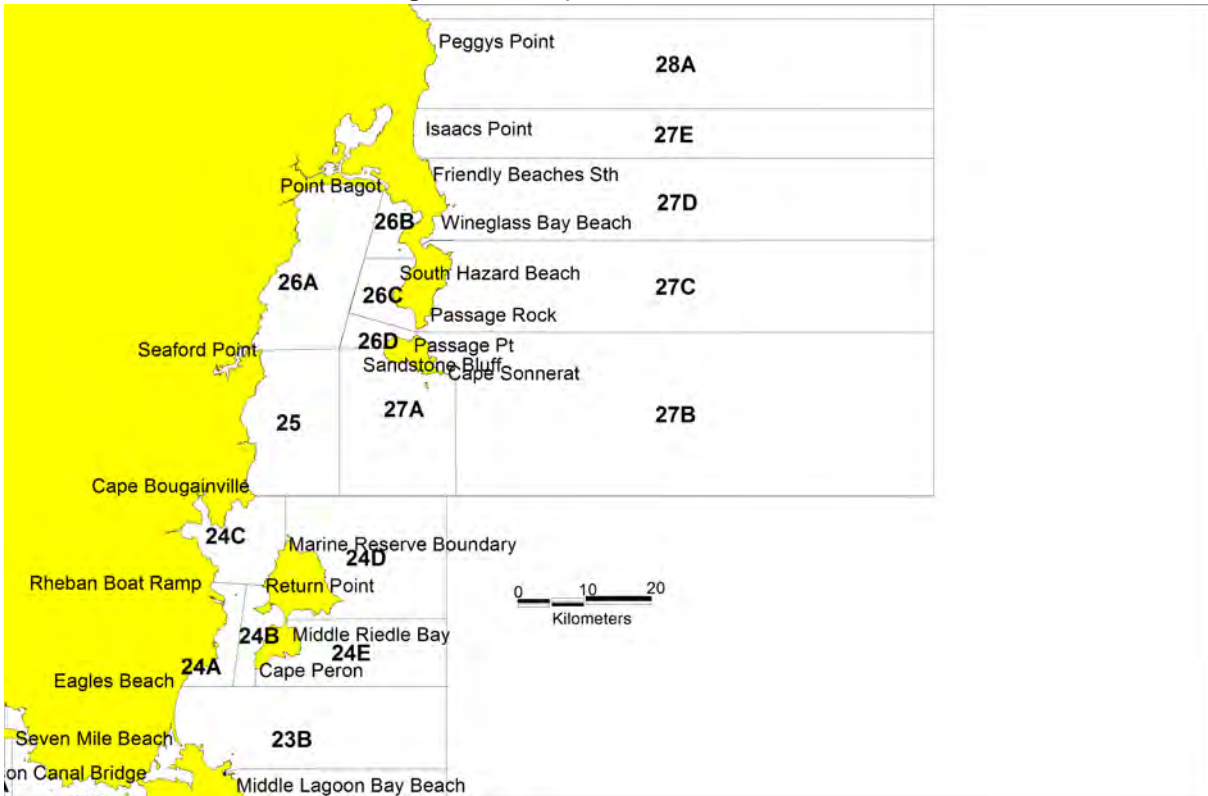 Peggys Point
28A
Isaacs Point
27E
Friendly Beaches Sth
Point Bagot
27D
26B
Wineglass Bay Beach
South Hazard Beach
26A
26C
27C
Passage Rock
26D
Passage Pt
Seaford Point
Sandstone Bluff
Cape Sonnerat
27A
27B
25
Cape Bougainville
24C
Marine Reserve Boundary
24D
Rheban Boat Ramp
Return Point
0 10 20
Kilometers
24B
Middle Riedle Bay
24E
24A
Cape Peron
Eagles Beach
Seven Mile Beach
23B
on Canal Bridge
Middle Lagoon Bay Beach